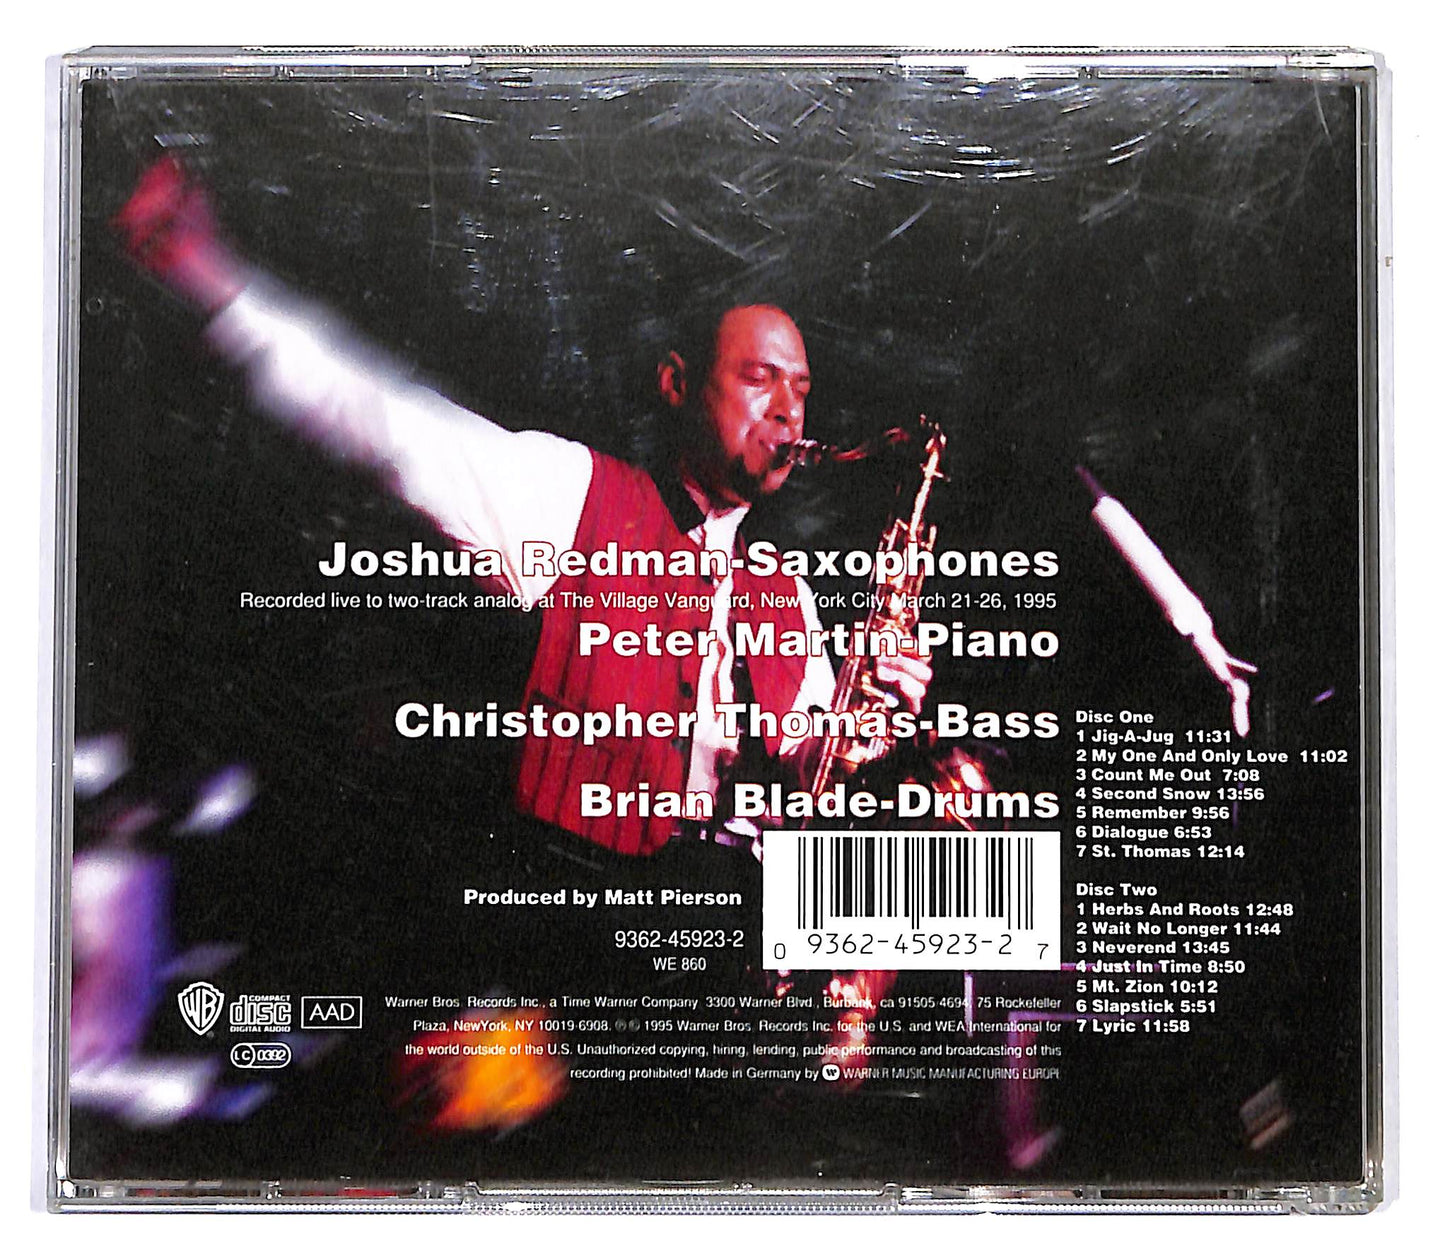 Joshua Redman-Saxophones
Recorded live to two-track analog at The Village Vanguard, New York City March 21-26, 1995
Peter Martin-Piano
Christopher Thomas-Bass
Brian Blade-Drums
Produced by Matt Pierson
9362-45923-2
WE 860
0 9362-45923-2 7
Disc One
1 Jig-A-Jug 11:31
2 My One And Only Love 11:02
3 Count Me Out 7:08
4 Second Snow 13:56
5 Remember 9:56
6 Dialogue 6:53
7 St. Thomas 12:14
Disc Two
1 Herbs And Roots 12:48
2 Wait No Longer 11:44
3 Neverend 13:45
4 Just In Time 8:50
5 Mt. Zion 10:12
6 Slapstick 5:51
7 Lyric 11:58
WB
COMPACT
disc
DIGITAL AUDIO
AAD
LC 0392
Warner Bros. Records Inc., a Time Warner Company 3300 Warner Blvd., Burbank, ca 91505-4694, 75 Rockefeller
Plaza, NewYork, NY 10019-6908. ℗© 1995 Warner Bros. Records Inc. for the U.S. and WEA International for
the world outside of the U.S. Unauthorized copying, hiring, lending, public performance and broadcasting of this
recording prohibited! Made in Germany by WARNER MUSIC MANUFACTURING EUROPE